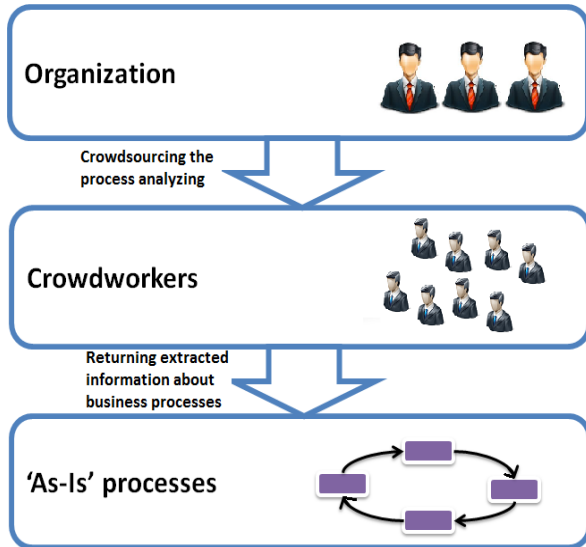 Organization
Crowdsourcing the
process analyzing
Crowdworkers
Returning extracted
information about
business processes
‘As-Is’ processes